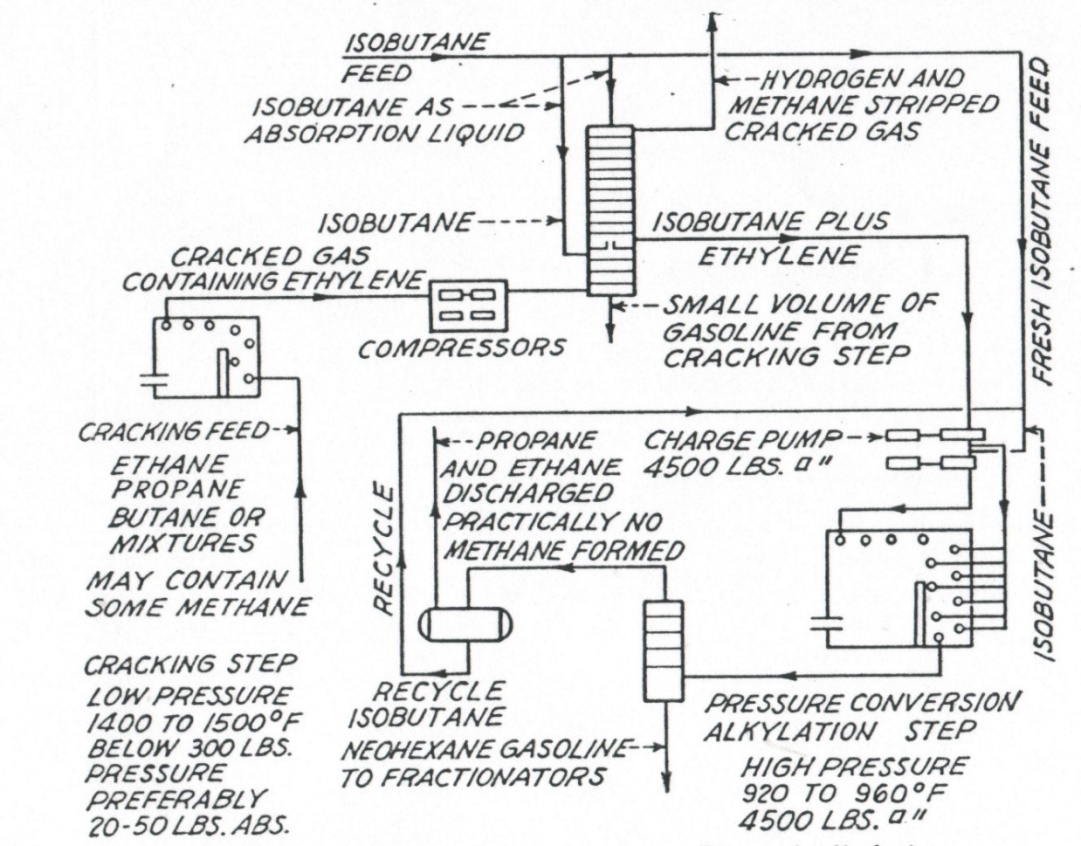 ISOBUTANE
FEED
ISOBUTANE AS
ABSORPTION LIQUID
HYDROGEN AND
METHANE STRIPPED
CRACKED GAS
ISOBUTANE
ISOBUTANE PLUS
ETHYLENE
CRACKED GAS
CONTAINING ETHYLENE
COMPRESSORS
SMALL VOLUME OF
GASOLINE FROM
CRACKING STEP
FRESH ISOBUTANE FEED
CRACKING FEED
ETHANE
PROPANE
BUTANE OR
MIXTURES
MAY CONTAIN
SOME METHANE
RECYCLE
PROPANE
AND ETHANE
DISCHARGED
PRACTICALLY NO
METHANE FORMED
CHARGE PUMP
4500 LBS. □"
ISOBUTANE
CRACKING STEP
LOW PRESSURE
1400 TO 1500°F
BELOW 300 LBS.
PRESSURE
PREFERABLY
20-50 LBS. ABS.
RECYCLE
ISOBUTANE
NEOHEXANE GASOLINE
TO FRACTIONATORS
PRESSURE CONVERSION
ALKYLATION STEP
HIGH PRESSURE
920 TO 960°F
4500 LBS. □"